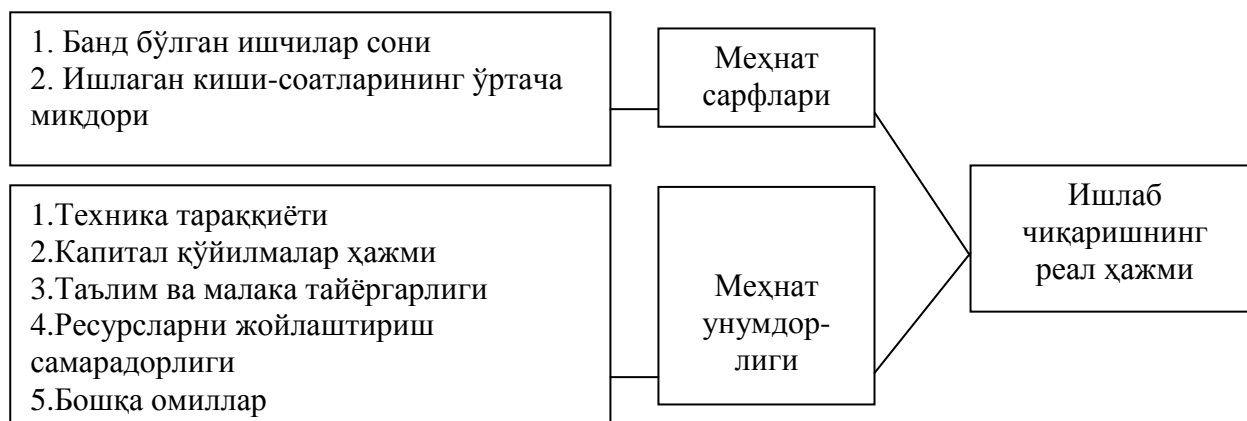 1. Банд бўлган ишчилар сони
2. Ишлаган киши-соатларининг ўртача
миқдори
Меҳнат
сарфлари
1.Техника тараққиёти
2.Капитал қўйилмалар ҳажми
3.Таълим ва малака тайёргарлиги
4.Ресурсларни жойлаштириш
самарадорлиги
5.Бошқа омиллар
Меҳнат
унумдор-
лиги
Ишлаб
чиқаришнинг
реал ҳажми